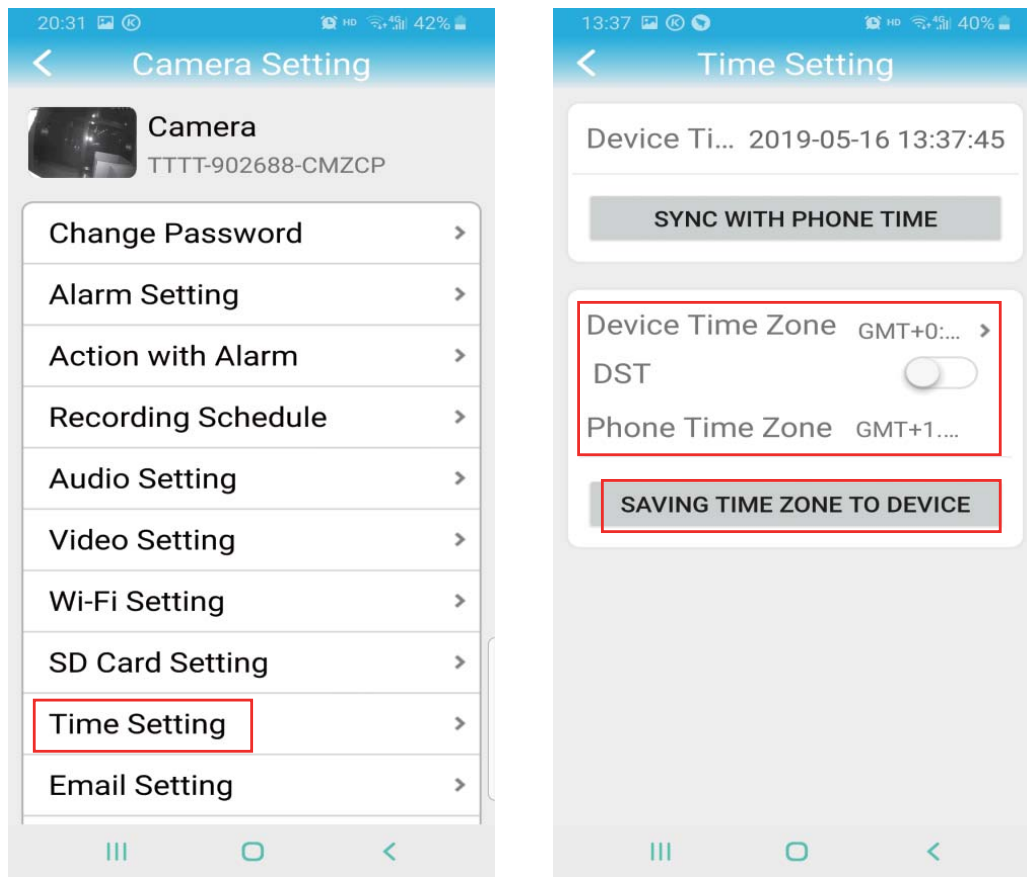 20:31 HD 4G 42%
Camera Setting
Camera
TTTT-902688-CMZCP
Change Password
Alarm Setting
Action with Alarm
Recording Schedule
Audio Setting
Video Setting
Wi-Fi Setting
SD Card Setting
Time Setting
Email Setting
13:37 HD 4G 40%
Time Setting
Device Ti... 2019-05-16 13:37:45
SYNC WITH PHONE TIME
Device Time Zone GMT+0:...
DST
Phone Time Zone GMT+1....
SAVING TIME ZONE TO DEVICE